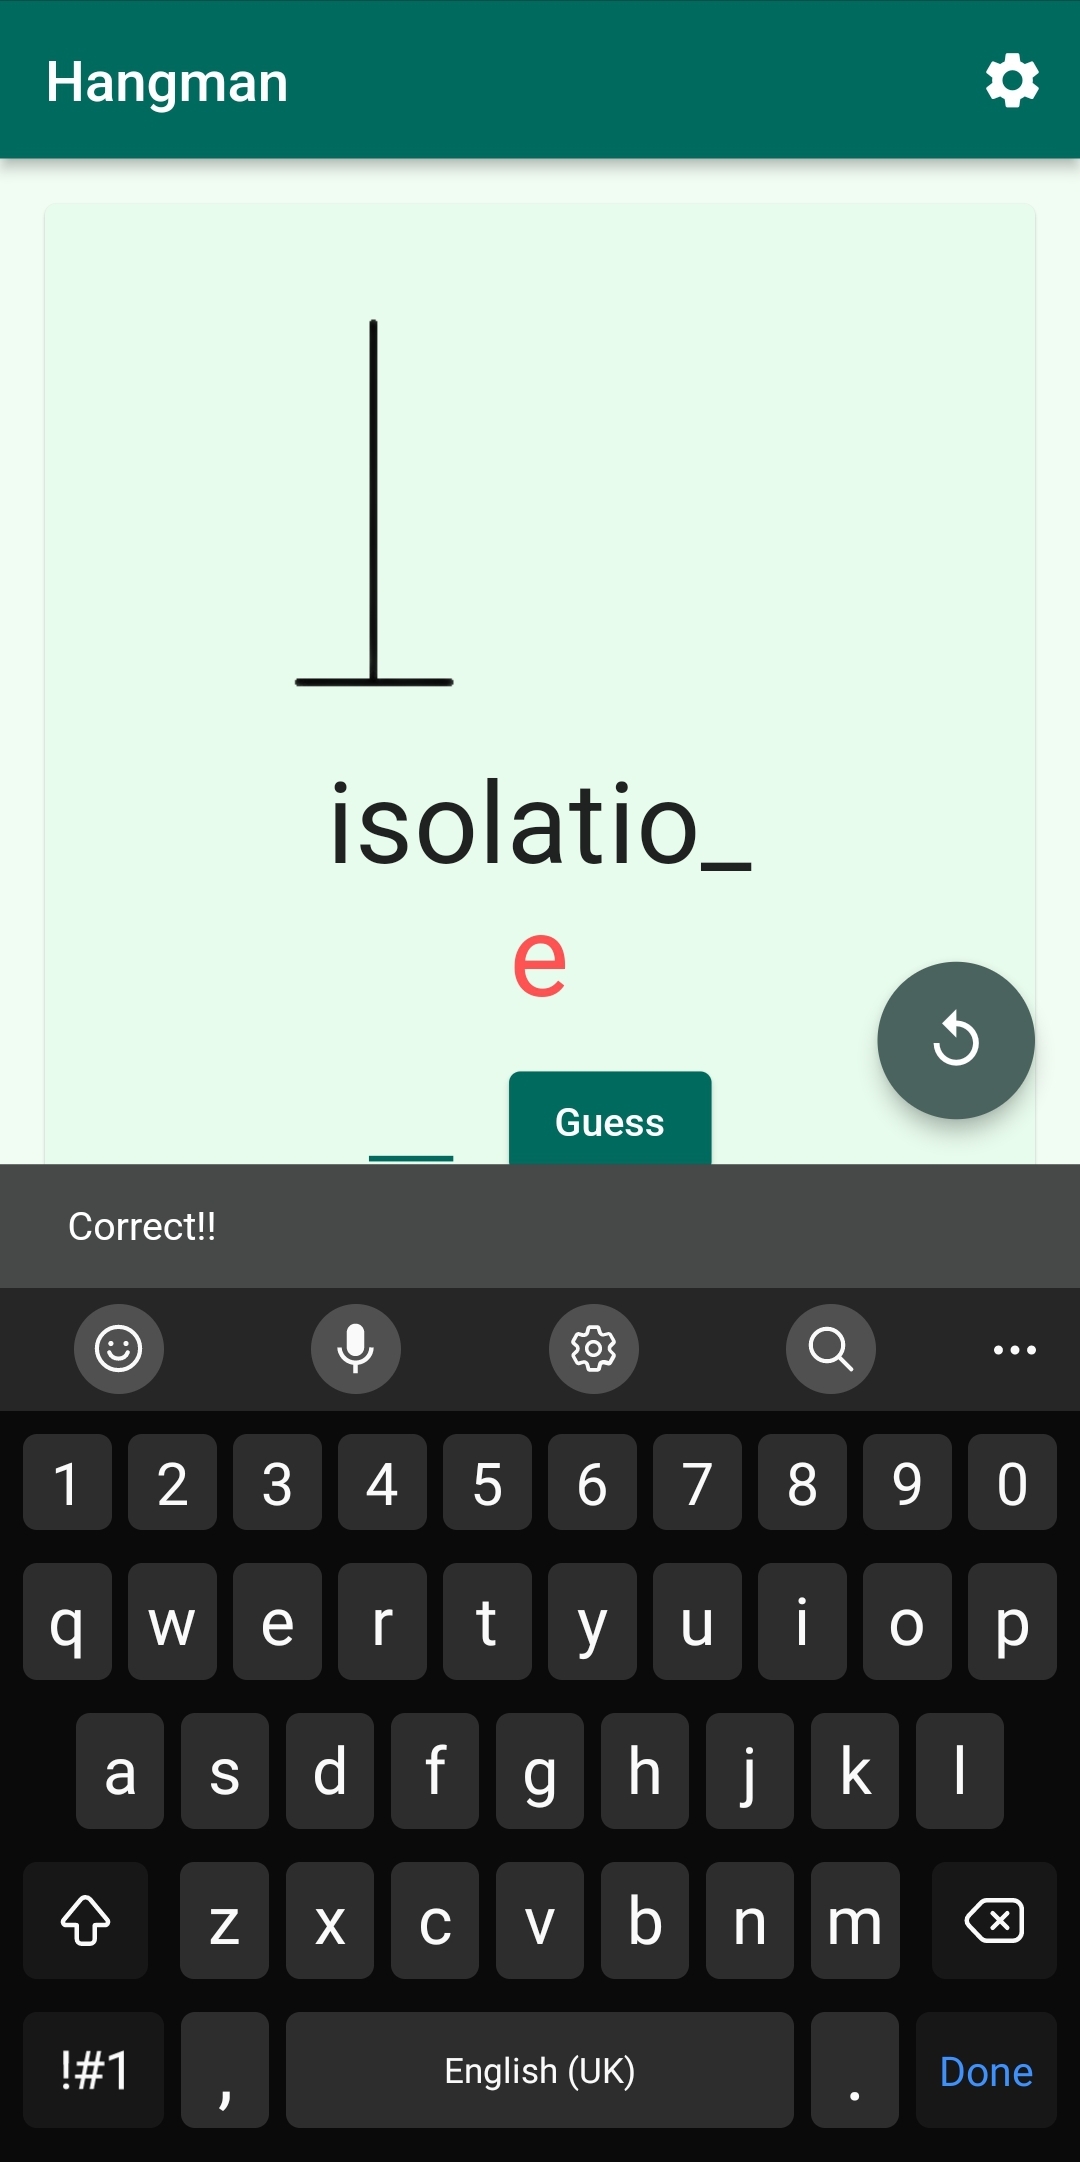 Hangman
isolatio_
e
Guess
Correct!!
1 2 3 4 5 6 7 8 9 0
q w e r t y u i o p
a s d f g h j k l
z x c v b n m
!#1 , English (UK) . Done